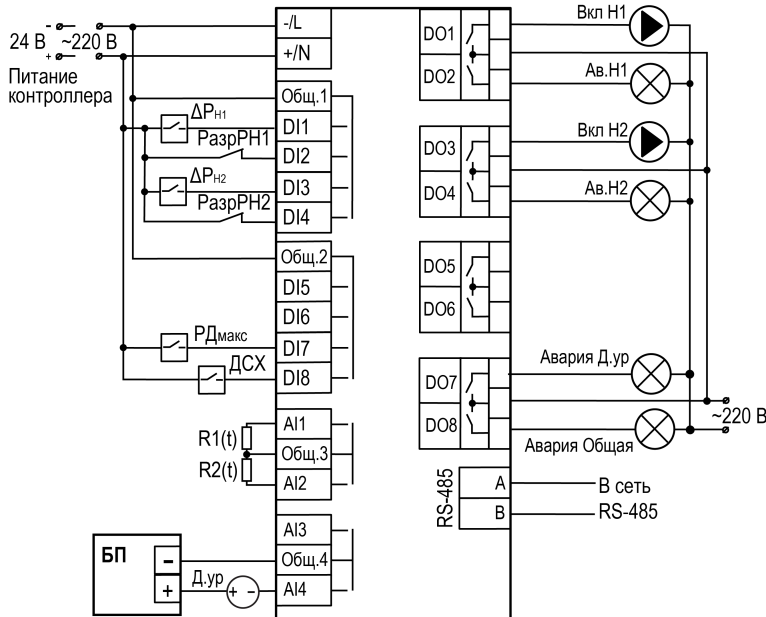 24 В ~220 В
Питание
контроллера
-/L
+/N
Общ.1
ΔPН1
DI1
РазрРН1
DI2
ΔPН2
DI3
РазрРН2
DI4
Общ.2
DI5
DI6
РДмакс
DI7
ДСХ
DI8
R1(t)
AI1
Общ.3
R2(t)
AI2
AI3
БП
-
Общ.4
+
Д.ур
+ -
AI4
DO1
Вкл Н1
DO2
Ав.Н1
DO3
Вкл Н2
DO4
Ав.Н2
DO5
DO6
DO7
Авария Д.ур
DO8
Авария Общая
~220 В
RS-485
A
В сеть
B
RS-485